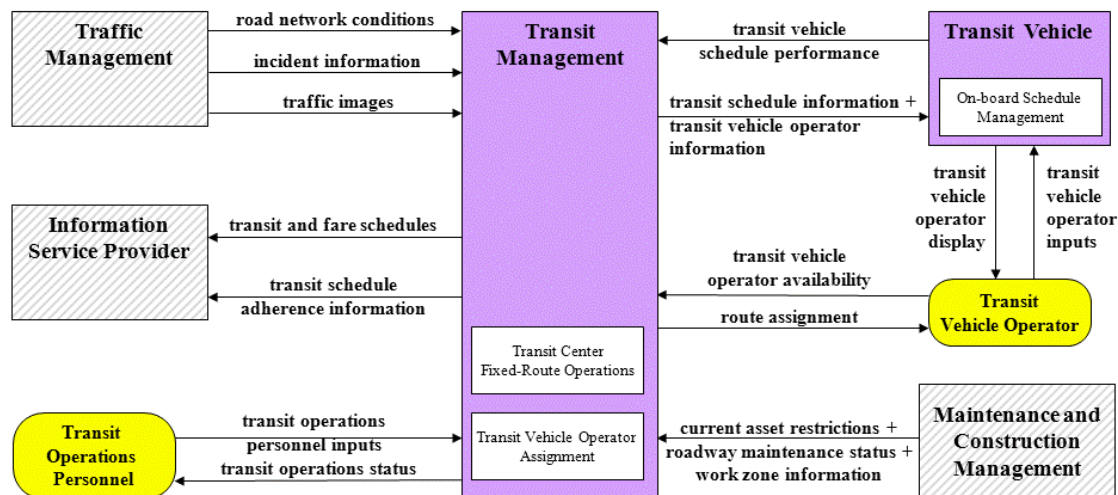 Traffic
Management
road network conditions
incident information
traffic images
Transit
Management
transit vehicle
schedule performance
transit schedule information +
transit vehicle operator
information
Transit Vehicle
On-board Schedule
Management
transit
vehicle
operator
display
transit
vehicle
operator
inputs
Information
Service Provider
transit and fare schedules
transit schedule
adherence information
transit vehicle
operator availability
route assignment
Transit
Vehicle Operator
Transit Center
Fixed-Route Operations
Transit
Operations
Personnel
transit operations
personnel inputs
transit operations status
Transit Vehicle Operator
Assignment
current asset restrictions +
roadway maintenance status +
work zone information
Maintenance and
Construction
Management